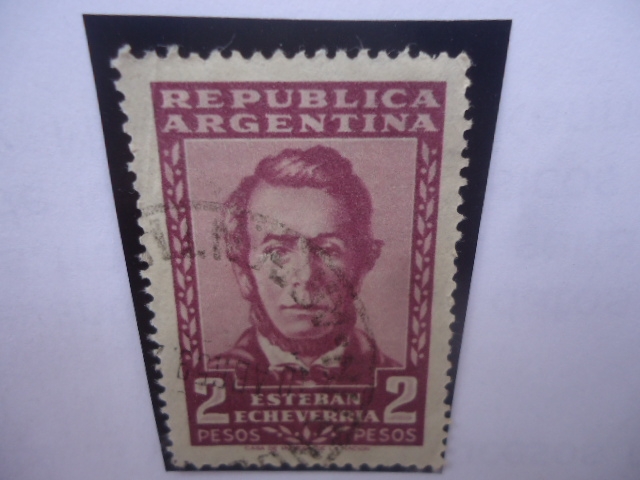 REPUBLICA
ARGENTINA
2 ESTEBAN 2
ECHEVERRIA
PESOS PESOS